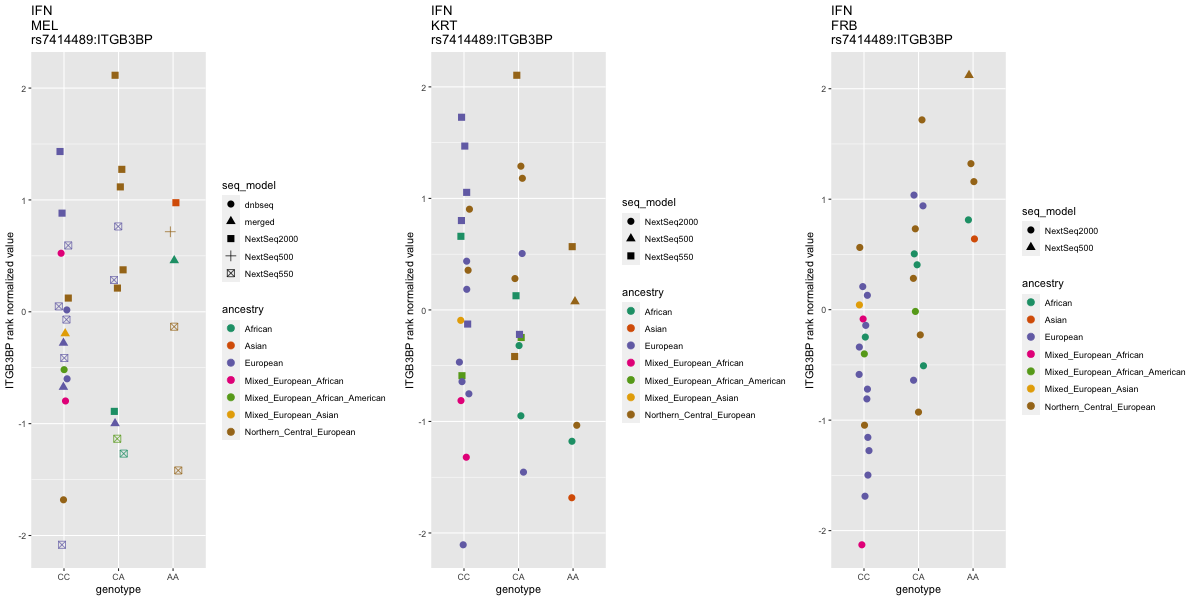 IFN
MEL
rs7414489:ITGB3BP
ITGB3BP rank normalized value
2
1
0
-1
-2
CC CA AA
genotype
seq_model
dnbseq
merged
NextSeq2000
NextSeq500
NextSeq550
ancestry
African
Asian
European
Mixed_European_African
Mixed_European_African_American
Mixed_European_Asian
Northern_Central_European
IFN
KRT
rs7414489:ITGB3BP
ITGB3BP rank normalized value
2
1
0
-1
-2
CC CA AA
genotype
seq_model
NextSeq2000
NextSeq500
NextSeq550
ancestry
African
Asian
European
Mixed_European_African
Mixed_European_African_American
Mixed_European_Asian
Northern_Central_European
IFN
FRB
rs7414489:ITGB3BP
ITGB3BP rank normalized value
2
1
0
-1
-2
CC CA AA
genotype
seq_model
NextSeq2000
NextSeq500
ancestry
African
Asian
European
Mixed_European_African
Mixed_European_African_American
Mixed_European_Asian
Northern_Central_European